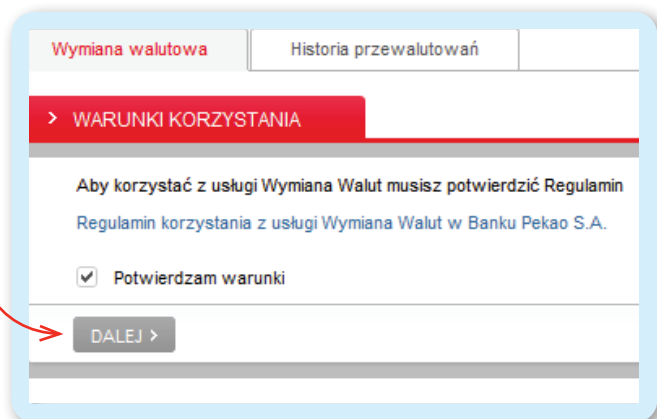 Wymiana walutowa
Historia przewalutowań
> WARUNKI KORZYSTANIA
Aby korzystać z usługi Wymiana Walut musisz potwierdzić Regulamin
Regulamin korzystania z usługi Wymiana Walut w Banku Pekao S.A.
Potwierdzam warunki
DALEJ >